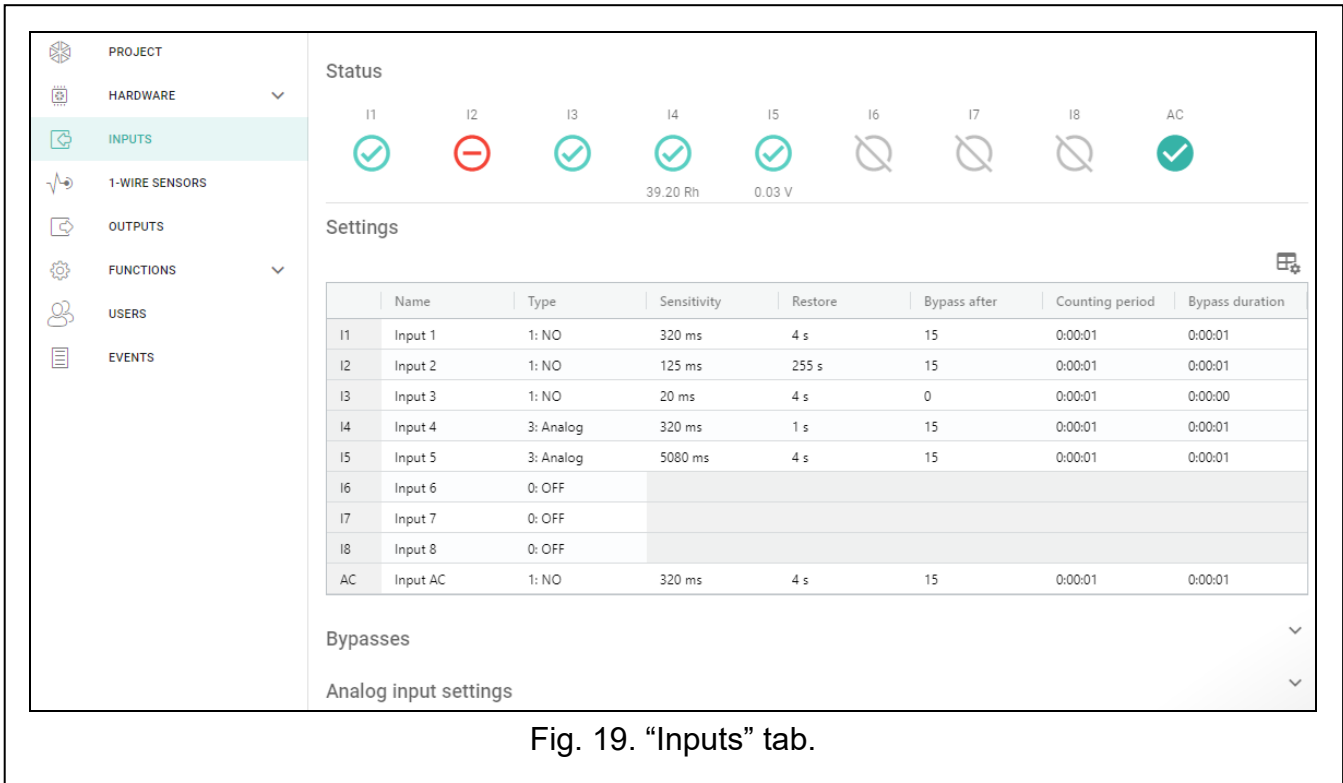 PROJECT
HARDWARE
INPUTS
1-WIRE SENSORS
OUTPUTS
FUNCTIONS
USERS
EVENTS
Status
I1 I2 I3 I4 I5 I6 I7 I8 AC
39.20 Rh 0.03 V
Settings
Name Type Sensitivity Restore Bypass after Counting period Bypass duration
I1 Input 1 1: NO 320 ms 4 s 15 0:00:01 0:00:01
I2 Input 2 1: NO 125 ms 255 s 15 0:00:01 0:00:01
I3 Input 3 1: NO 20 ms 4 s 0 0:00:01 0:00:00
I4 Input 4 3: Analog 320 ms 1 s 15 0:00:01 0:00:01
I5 Input 5 3: Analog 5080 ms 4 s 15 0:00:01 0:00:01
I6 Input 6 0: OFF
I7 Input 7 0: OFF
I8 Input 8 0: OFF
AC Input AC 1: NO 320 ms 4 s 15 0:00:01 0:00:01
Bypasses
Analog input settings
Fig. 19. “Inputs” tab.